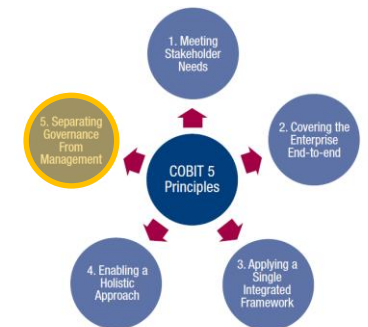 1. Meeting
Stakeholder
Needs
5. Separating
Governance
From
Management
2. Covering the
Enterprise
End-to-end
COBIT 5
Principles
4. Enabling a
Holistic
Approach
3. Applying a
Single
Integrated
Framework